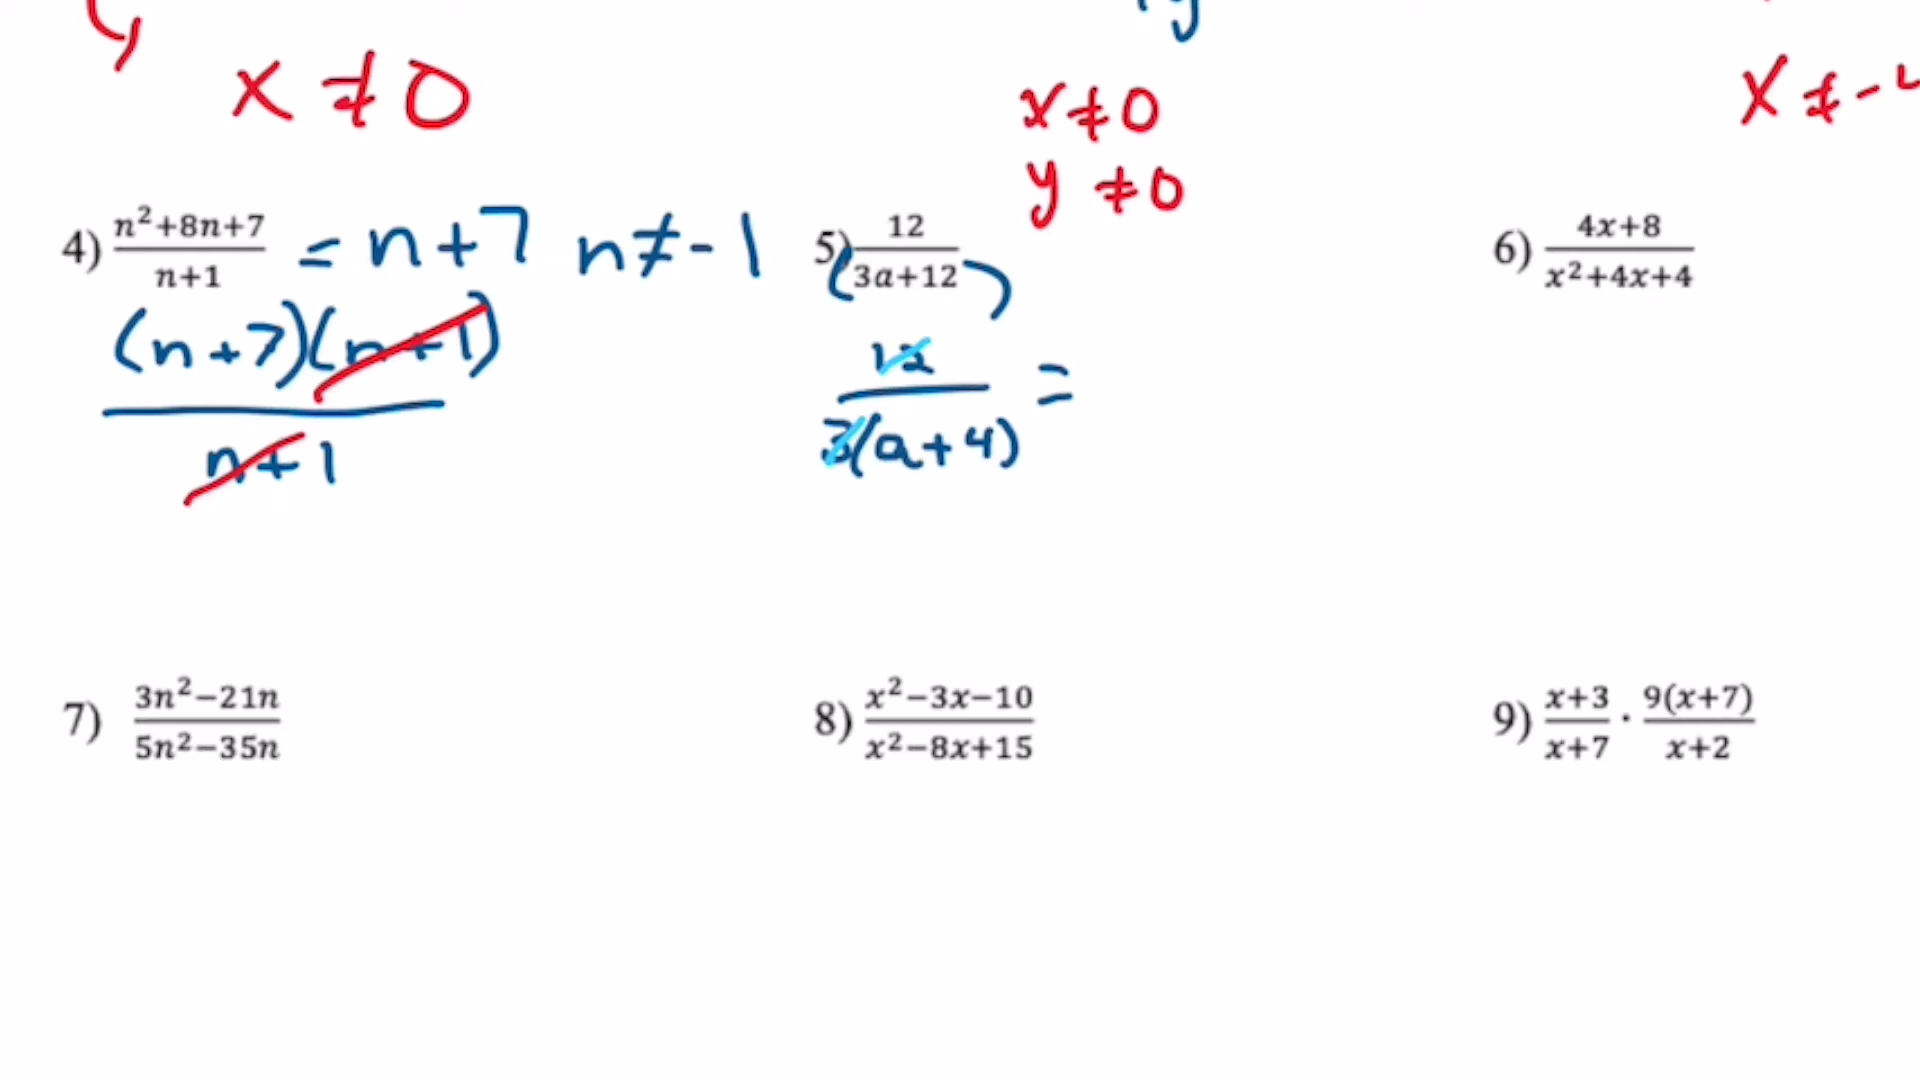 y
x ≠ 0
x ≠ 0
y ≠ 0
x ≠ -4
4) n²+8n+7 / n+1 = n+7 n ≠ -1
(n+7)(n+1)
n+1
5) 12 / (3a+12)
12 / 3(a+4) =
6) 4x+8 / x²+4x+4
7) 3n²−21n / 5n²−35n
8) x²−3x−10 / x²−8x+15
9) x+3 / x+7 · 9(x+7) / x+2